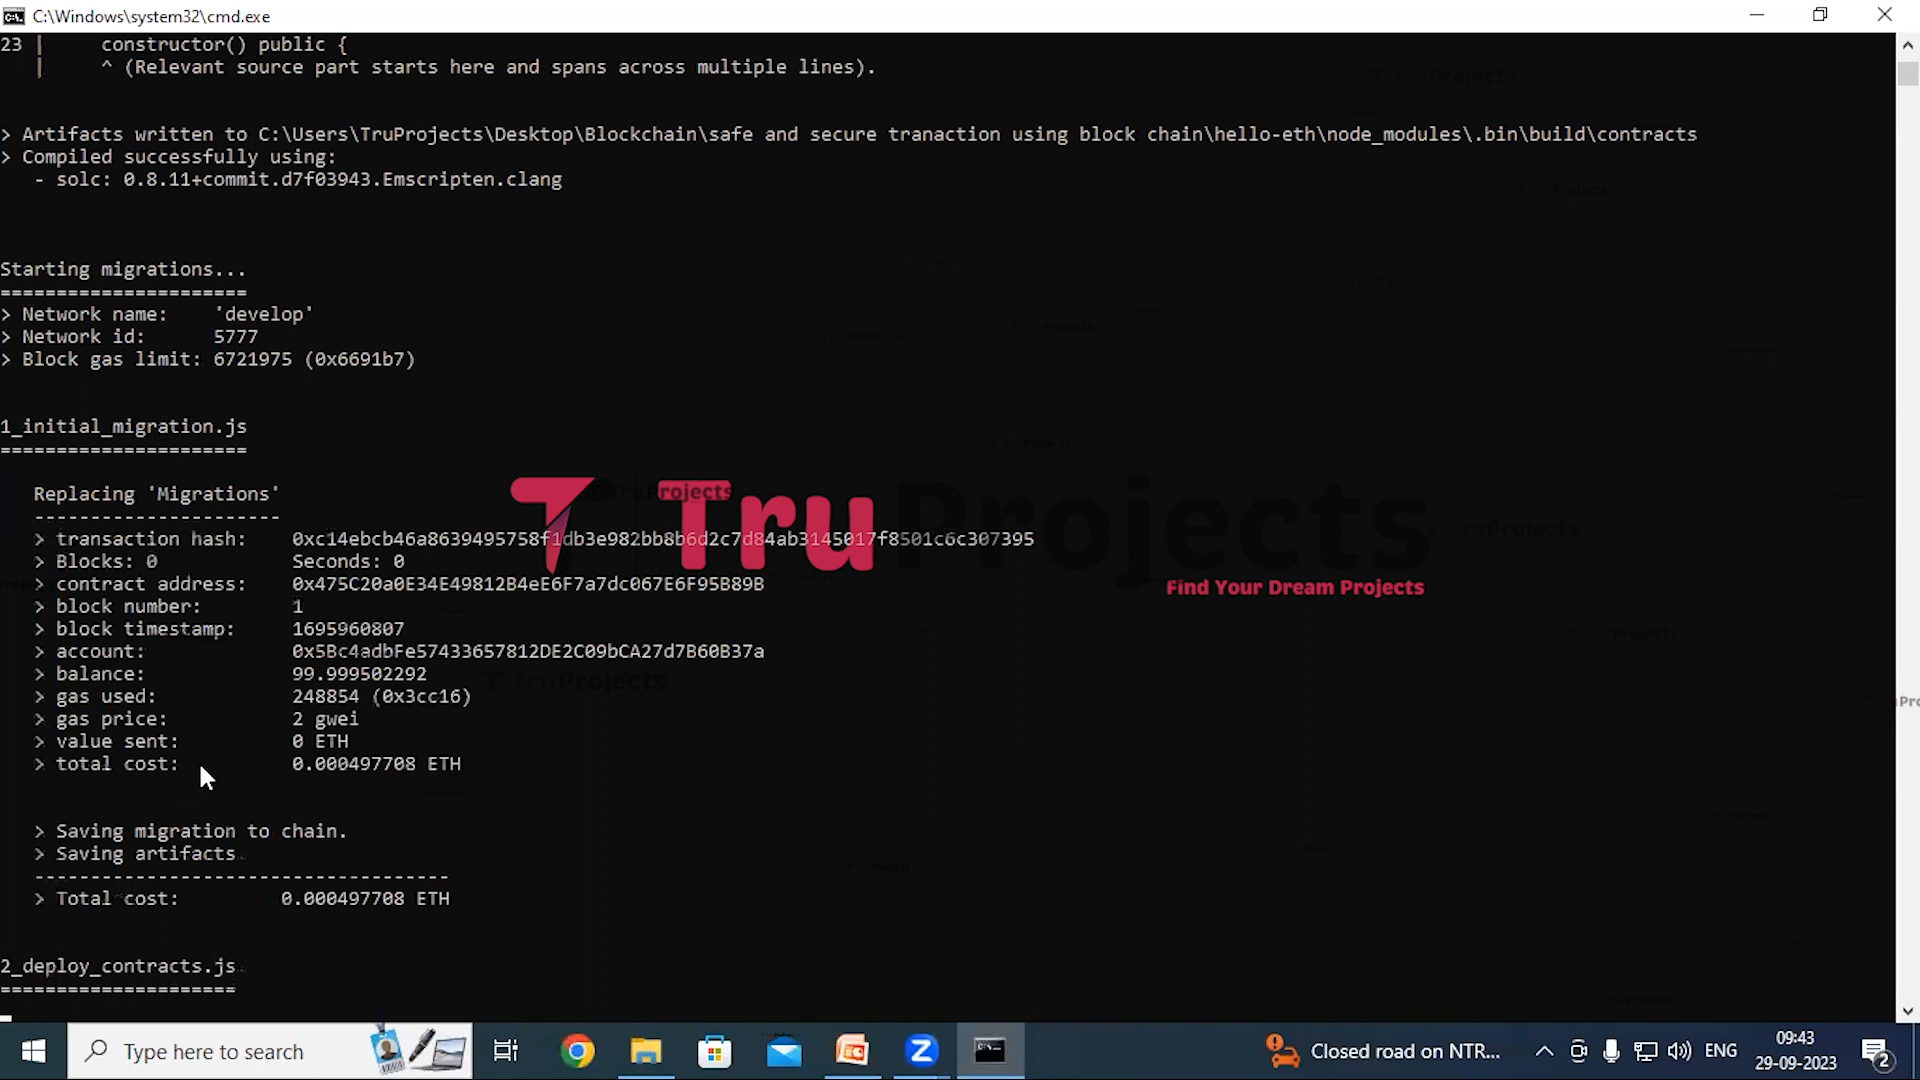 C:\Windows\system32\cmd.exe
23 |     constructor() public {
   |     ^ (Relevant source part starts here and spans across multiple lines).
> Artifacts written to C:\Users\TruProjects\Desktop\Blockchain\safe and secure tranaction using block chain\hello-eth\node_modules\.bin\build\contracts
> Compiled successfully using:
   - solc: 0.8.11+commit.d7f03943.Emscripten.clang
Starting migrations...
======================
> Network name:    'develop'
> Network id:      5777
> Block gas limit: 6721975 (0x6691b7)
1_initial_migration.js
======================
   Replacing 'Migrations'
   ----------------------
   > transaction hash:    0xc14ebcb46a8639495758f1db3e982bb8b6d2c7d84ab3145017f8501c6c307395
   > Blocks: 0            Seconds: 0
   > contract address:    0x475C20a0E34E49812B4eE6F7a7dc067E6F95B89B
   > block number:        1
   > block timestamp:     1695960807
   > account:             0x5Bc4adbFe57433657812DE2C09bCA27d7B60B37a
   > balance:             99.999502292
   > gas used:            248854 (0x3cc16)
   > gas price:           2 gwei
   > value sent:          0 ETH
   > total cost:          0.000497708 ETH
   > Saving migration to chain.
   > Saving artifacts
   -------------------------------------
   > Total cost:         0.000497708 ETH
2_deploy_contracts.js
=====================
TruProjects
Find Your Dream Projects
Type here to search
Closed road on NTR...
ENG
09:43
29-09-2023
2